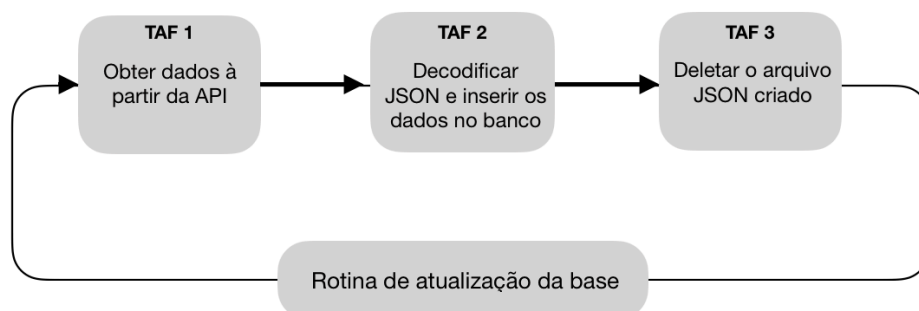 TAF 1
Obter dados à
partir da API
TAF 2
Decodificar
JSON e inserir os
dados no banco
TAF 3
Deletar o arquivo
JSON criado
Rotina de atualização da base